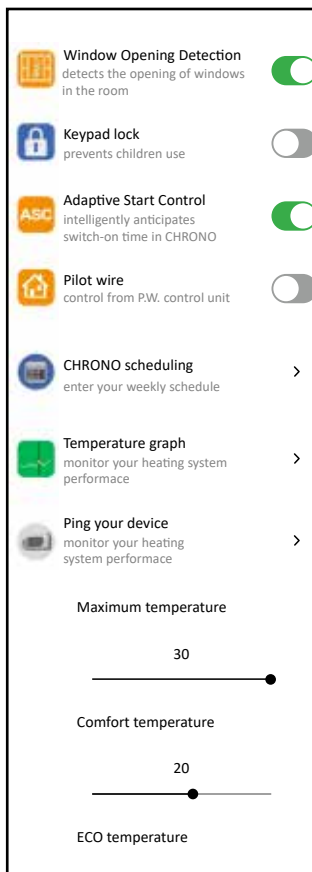 Window Opening Detection
detects the opening of windows
in the room
Keypad lock
prevents children use
ASC
Adaptive Start Control
intelligently anticipates
switch-on time in CHRONO
Pilot wire
control from P.W. control unit
CHRONO scheduling
enter your weekly schedule
Temperature graph
monitor your heating system
performace
Ping your device
monitor your heating
system performace
Maximum temperature
30
Comfort temperature
20
ECO temperature